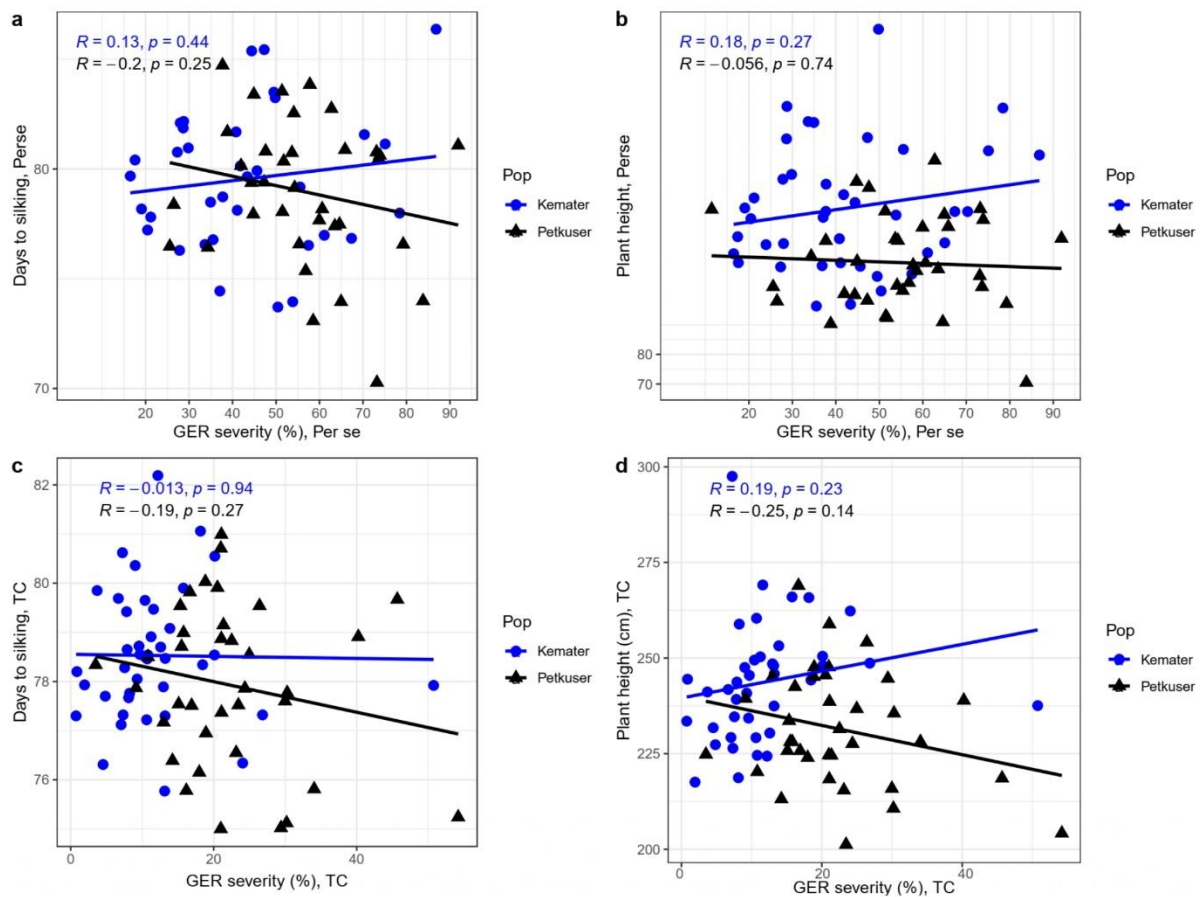 a
R = 0.13, p = 0.44
R = −0.2, p = 0.25
Days to silking, Perse
80
70
20 30 40 50 60 70 80 90
GER severity (%), Per se
Pop
Kemater
Petkuser
b
R = 0.18, p = 0.27
R = −0.056, p = 0.74
Plant height, Perse
80
70
20 30 40 50 60 70 80 90
GER severity (%), Per se
Pop
Kemater
Petkuser
c
R = −0.013, p = 0.94
R = −0.19, p = 0.27
Days to silking, TC
82
80
78
76
0 20 40
GER severity (%), TC
Pop
Kemater
Petkuser
d
R = 0.19, p = 0.23
R = −0.25, p = 0.14
Plant height (cm), TC
300
275
250
225
200
0 20 40
GER severity (%), TC
Pop
Kemater
Petkuser